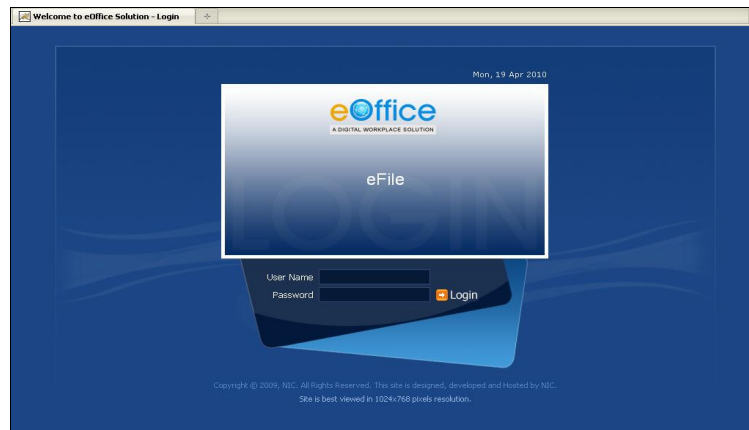 Welcome to eOffice Solution - Login
Mon, 19 Apr 2010
eOffice
A DIGITAL WORKPLACE SOLUTION
eFile
LOGIN
User Name
Password
Login
Copyright © 2009, NIC. All Rights Reserved. This site is designed, developed and Hosted by NIC.
Site is best viewed in 1024x768 pixels resolution.